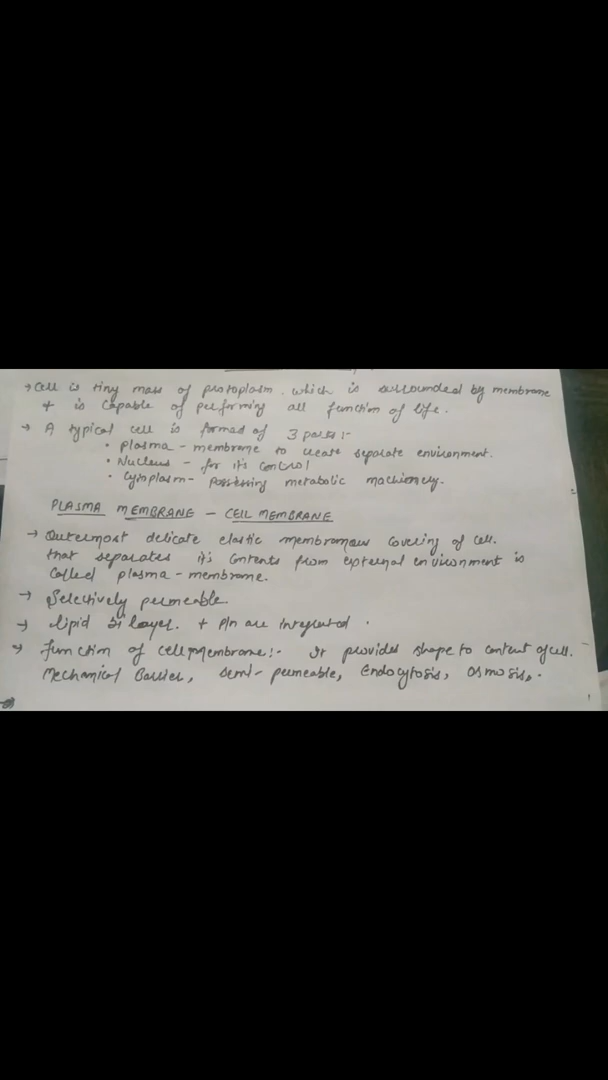 → Cell is tiny mass of protoplasm. which is surrounded by membrane
+ is capable of performing all function of life.
→ A typical cell is formed of 3 parts:-
• Plasma - membrane to create separate environment.
• Nucleus - for it's control
• Cytoplasm - possessing metabolic machinery.
PLASMA MEMBRANE - CELL MEMBRANE
→ Outermost delicate elastic membranous covering of cell.
that separates it's contents from external environment is
called plasma - membrane.
→ Selectively permeable.
→ lipid bi layer. + P/n are integrated.
→ function of cell membrane:- It provides shape to content of cell.
Mechanical Barrier, semi-permeable, Endocytosis, Osmosis,.